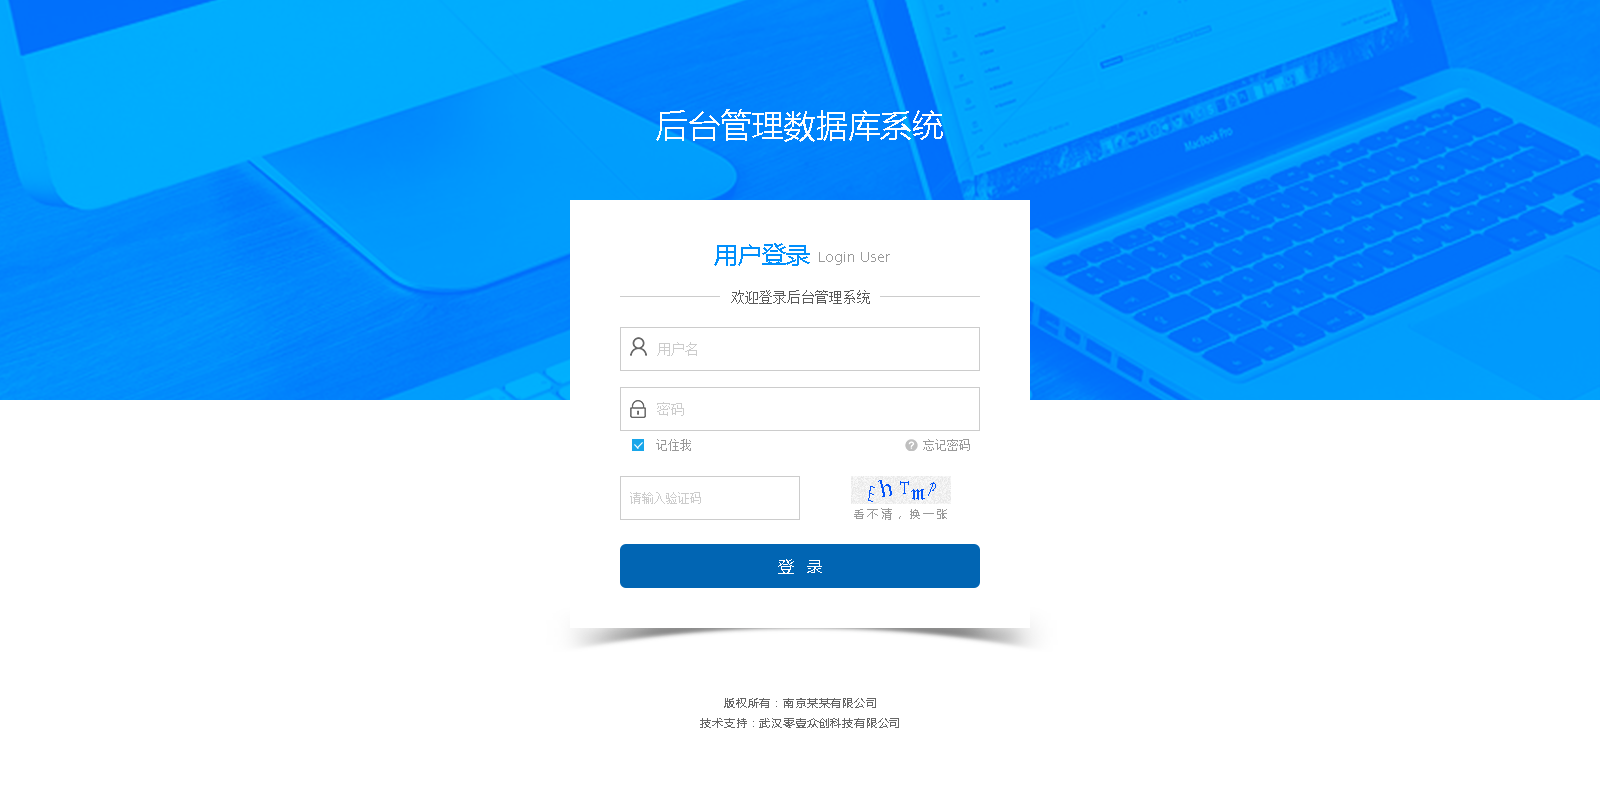 后台管理数据库系统
MacBook Pro
用户登录 Login User
欢迎登录后台管理系统
用户名
密码
记住我 忘记密码
请输入验证码
EhTmp
看不清，换一张
登 录
版权所有：南京某某有限公司
技术支持：武汉零壹众创科技有限公司